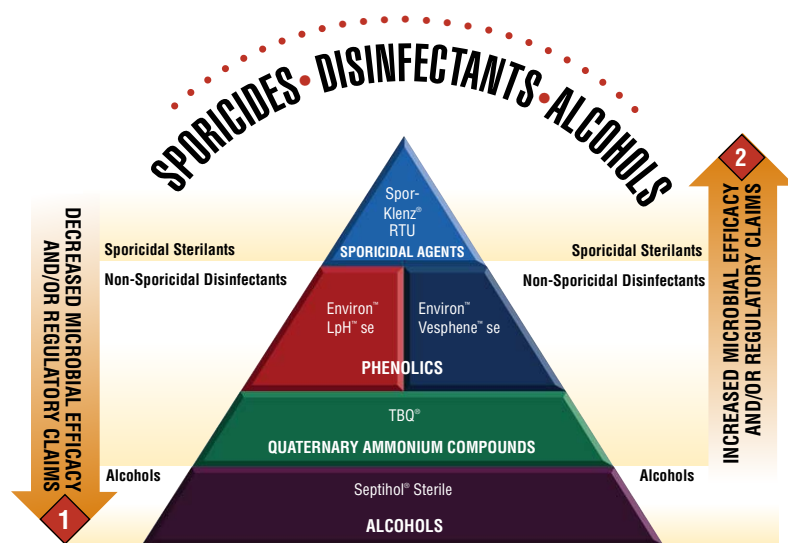 SPORICIDES • DISINFECTANTS • ALCOHOLS
2
DECREASED MICROBIAL EFFICACY
AND/OR REGULATORY CLAIMS
INCREASED MICROBIAL EFFICACY
AND/OR REGULATORY CLAIMS
Spor-
Klenz®
RTU
SPORICIDAL AGENTS
Sporicidal Sterilants
Sporicidal Sterilants
Non-Sporicidal Disinfectants
Non-Sporicidal Disinfectants
Environ™
LpH™ se
Environ™
Vesphene™ se
PHENOLICS
TBQ®
QUATERNARY AMMONIUM COMPOUNDS
Alcohols
Alcohols
Septihol® Sterile
ALCOHOLS
1